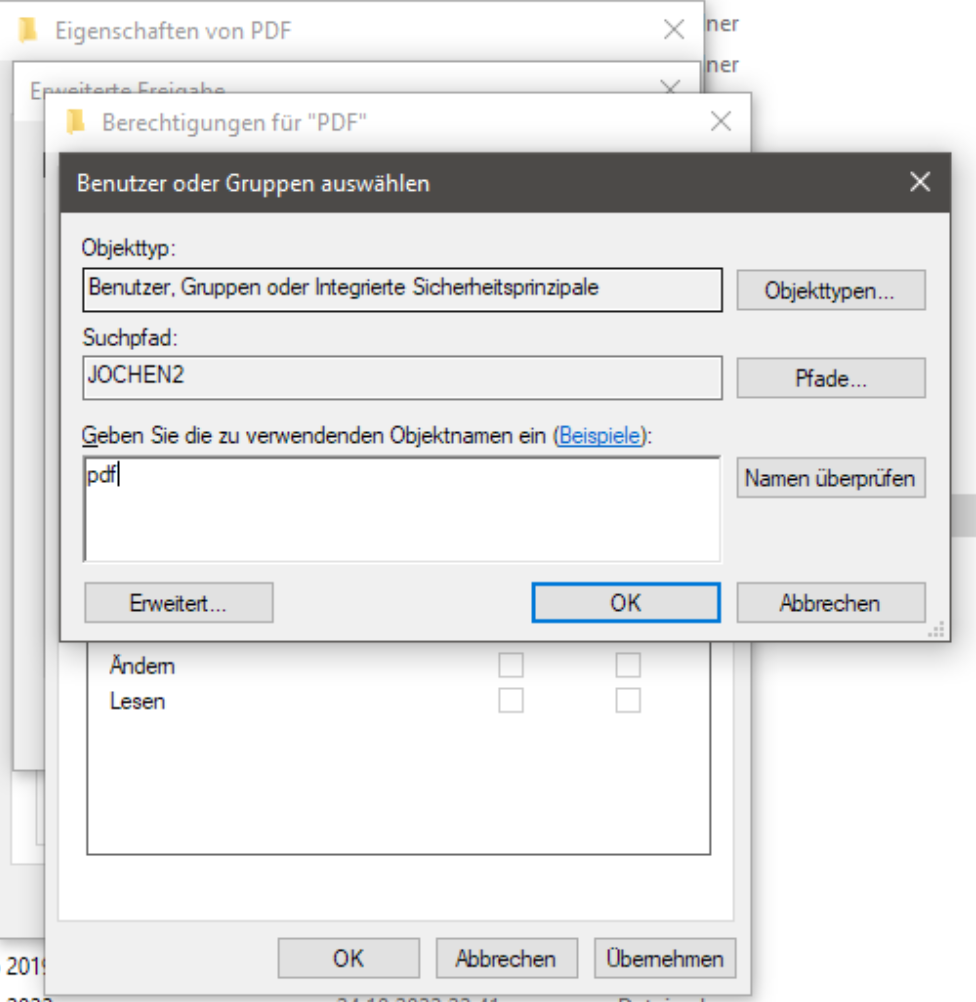 Eigenschaften von PDF
ner
Erweiterte Freigabe
ner
Berechtigungen für "PDF"
Benutzer oder Gruppen auswählen
Objekttyp:
Benutzer, Gruppen oder Integrierte Sicherheitsprinzipale
Objekttypen...
Suchpfad:
JOCHEN2
Pfade...
Geben Sie die zu verwendenden Objektnamen ein (Beispiele):
pdf
Namen überprüfen
Erweitert...
OK
Abbrechen
Ändern
Lesen
OK
Abbrechen
Übernehmen
2019